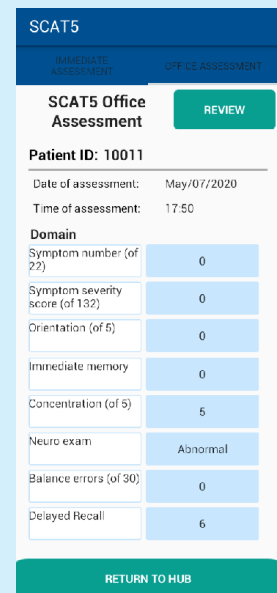 SCAT5
IMMEDIATE
ASSESSMENT
OFFICE ASSESSMENT
SCAT5 Office
Assessment
REVIEW
Patient ID: 10011
Date of assessment: May/07/2020
Time of assessment: 17:50
Domain
Symptom number (of
22)
0
Symptom severity
score (of 132)
0
Orientation (of 5)
0
Immediate memory
0
Concentration (of 5)
5
Neuro exam
Abnormal
Balance errors (of 30)
0
Delayed Recall
6
RETURN TO HUB